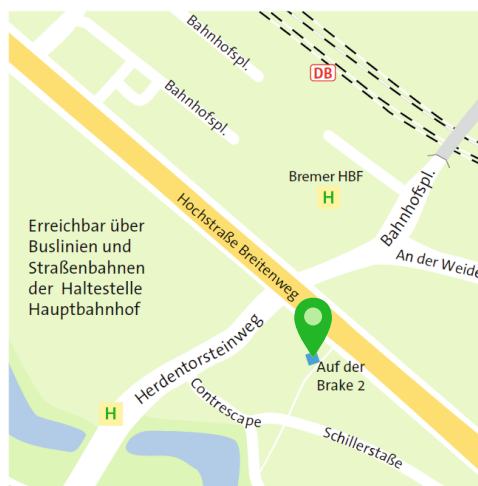 Bahnhofspl.
DB
Bahnhofspl.
Bremer HBF
H
Bahnhofspl.
Hochstraße Breitenweg
An der Weide
Erreichbar über
Buslinien und
Straßenbahnen
der Haltestelle
Hauptbahnhof
Herdentorsteinweg
Auf der
Brake 2
H
Contrescape
Schillerstaße